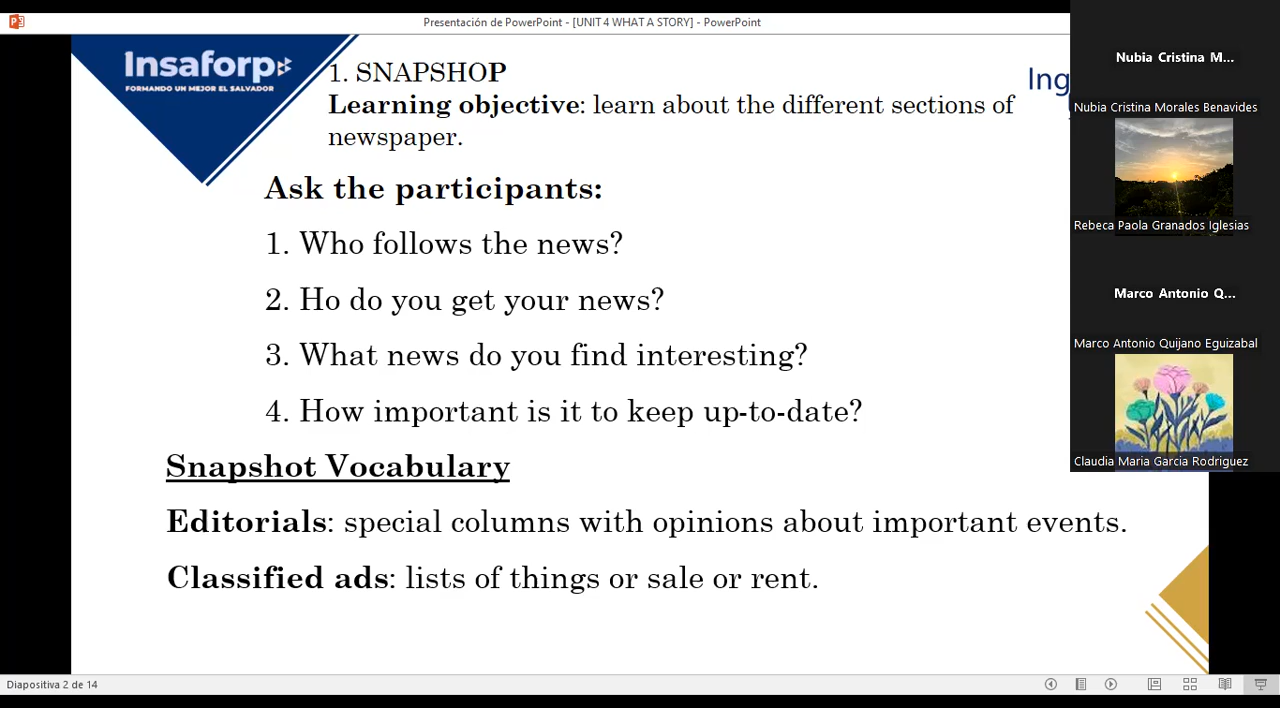 Presentación de PowerPoint - [UNIT 4 WHAT A STORY] - PowerPoint
Insaforp
FORMANDO UN MEJOR EL SALVADOR
1. SNAPSHOP
Learning objective: learn about the different sections of
newspaper.
Ing
Ask the participants:
1. Who follows the news?
2. Ho do you get your news?
3. What news do you find interesting?
4. How important is it to keep up-to-date?
Snapshot Vocabulary
Editorials: special columns with opinions about important events.
Classified ads: lists of things or sale or rent.
Nubia Cristina M...
Nubia Cristina Morales Benavides
Rebeca Paola Granados Iglesias
Marco Antonio Q...
Marco Antonio Quijano Eguizabal
Claudia Maria Garcia Rodriguez
Diapositiva 2 de 14